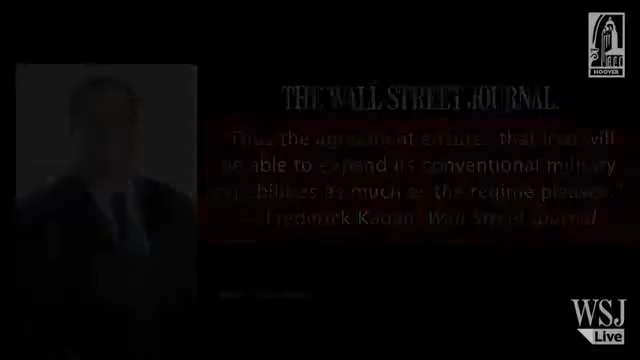 HOOVER
THE WALL STREET JOURNAL.
"Thus the agreement ensures that Iran will
be able to expand its conventional military
capabilities as much as the regime pleases."
Frederick Kagan, Wall Street Journal
WSJ
Live